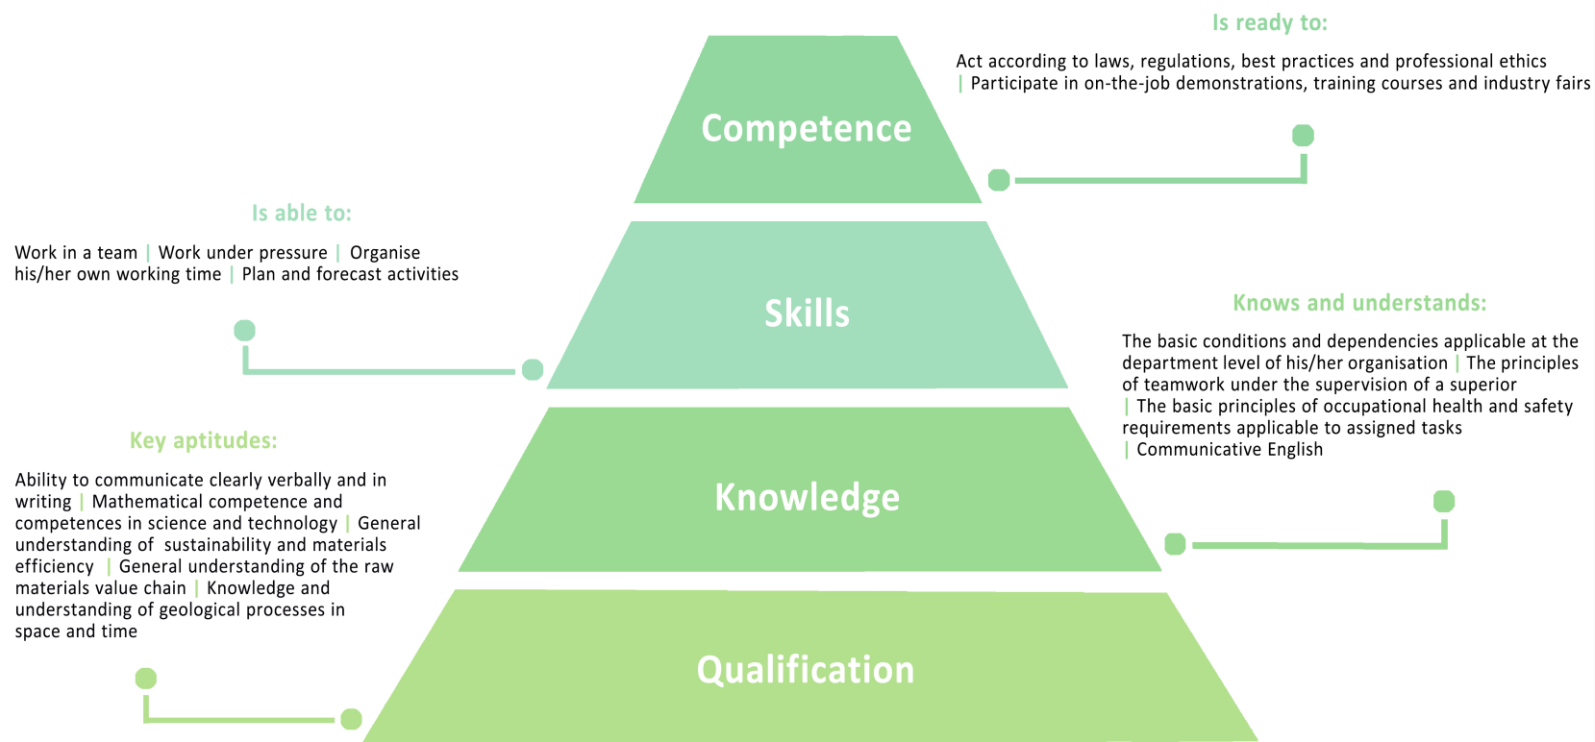 Is ready to:
Act according to laws, regulations, best practices and professional ethics
| Participate in on-the-job demonstrations, training courses and industry fairs
Competence
Is able to:
Work in a team | Work under pressure | Organise
his/her own working time | Plan and forecast activities
Skills
Knows and understands:
The basic conditions and dependencies applicable at the
department level of his/her organisation | The principles
of teamwork under the supervision of a superior
| The basic principles of occupational health and safety
requirements applicable to assigned tasks
| Communicative English
Knowledge
Key aptitudes:
Ability to communicate clearly verbally and in
writing | Mathematical competence and
competences in science and technology | General
understanding of sustainability and materials
efficiency | General understanding of the raw
materials value chain | Knowledge and
understanding of geological processes in
space and time
Qualification